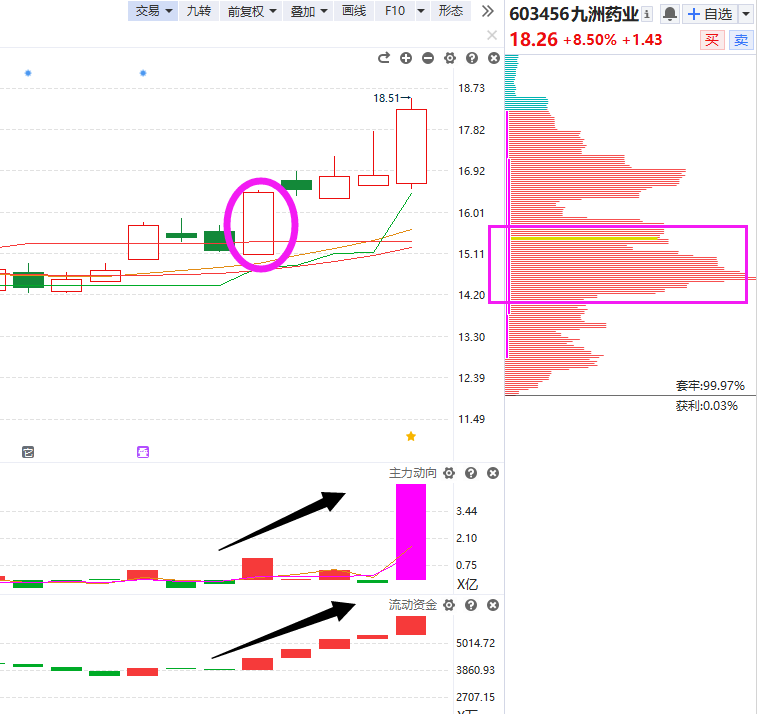 交易 九转 前复权 叠加 画线 F10 形态
603456九洲药业
自选
18.26 +8.50% +1.43
买 卖
18.73
18.51
17.82
16.92
16.01
15.11
14.20
13.30
12.39
11.49
套牢:99.97%
获利:0.03%
主力动向
3.44
2.10
0.75
X亿
流动资金
5014.72
3860.93
2707.15